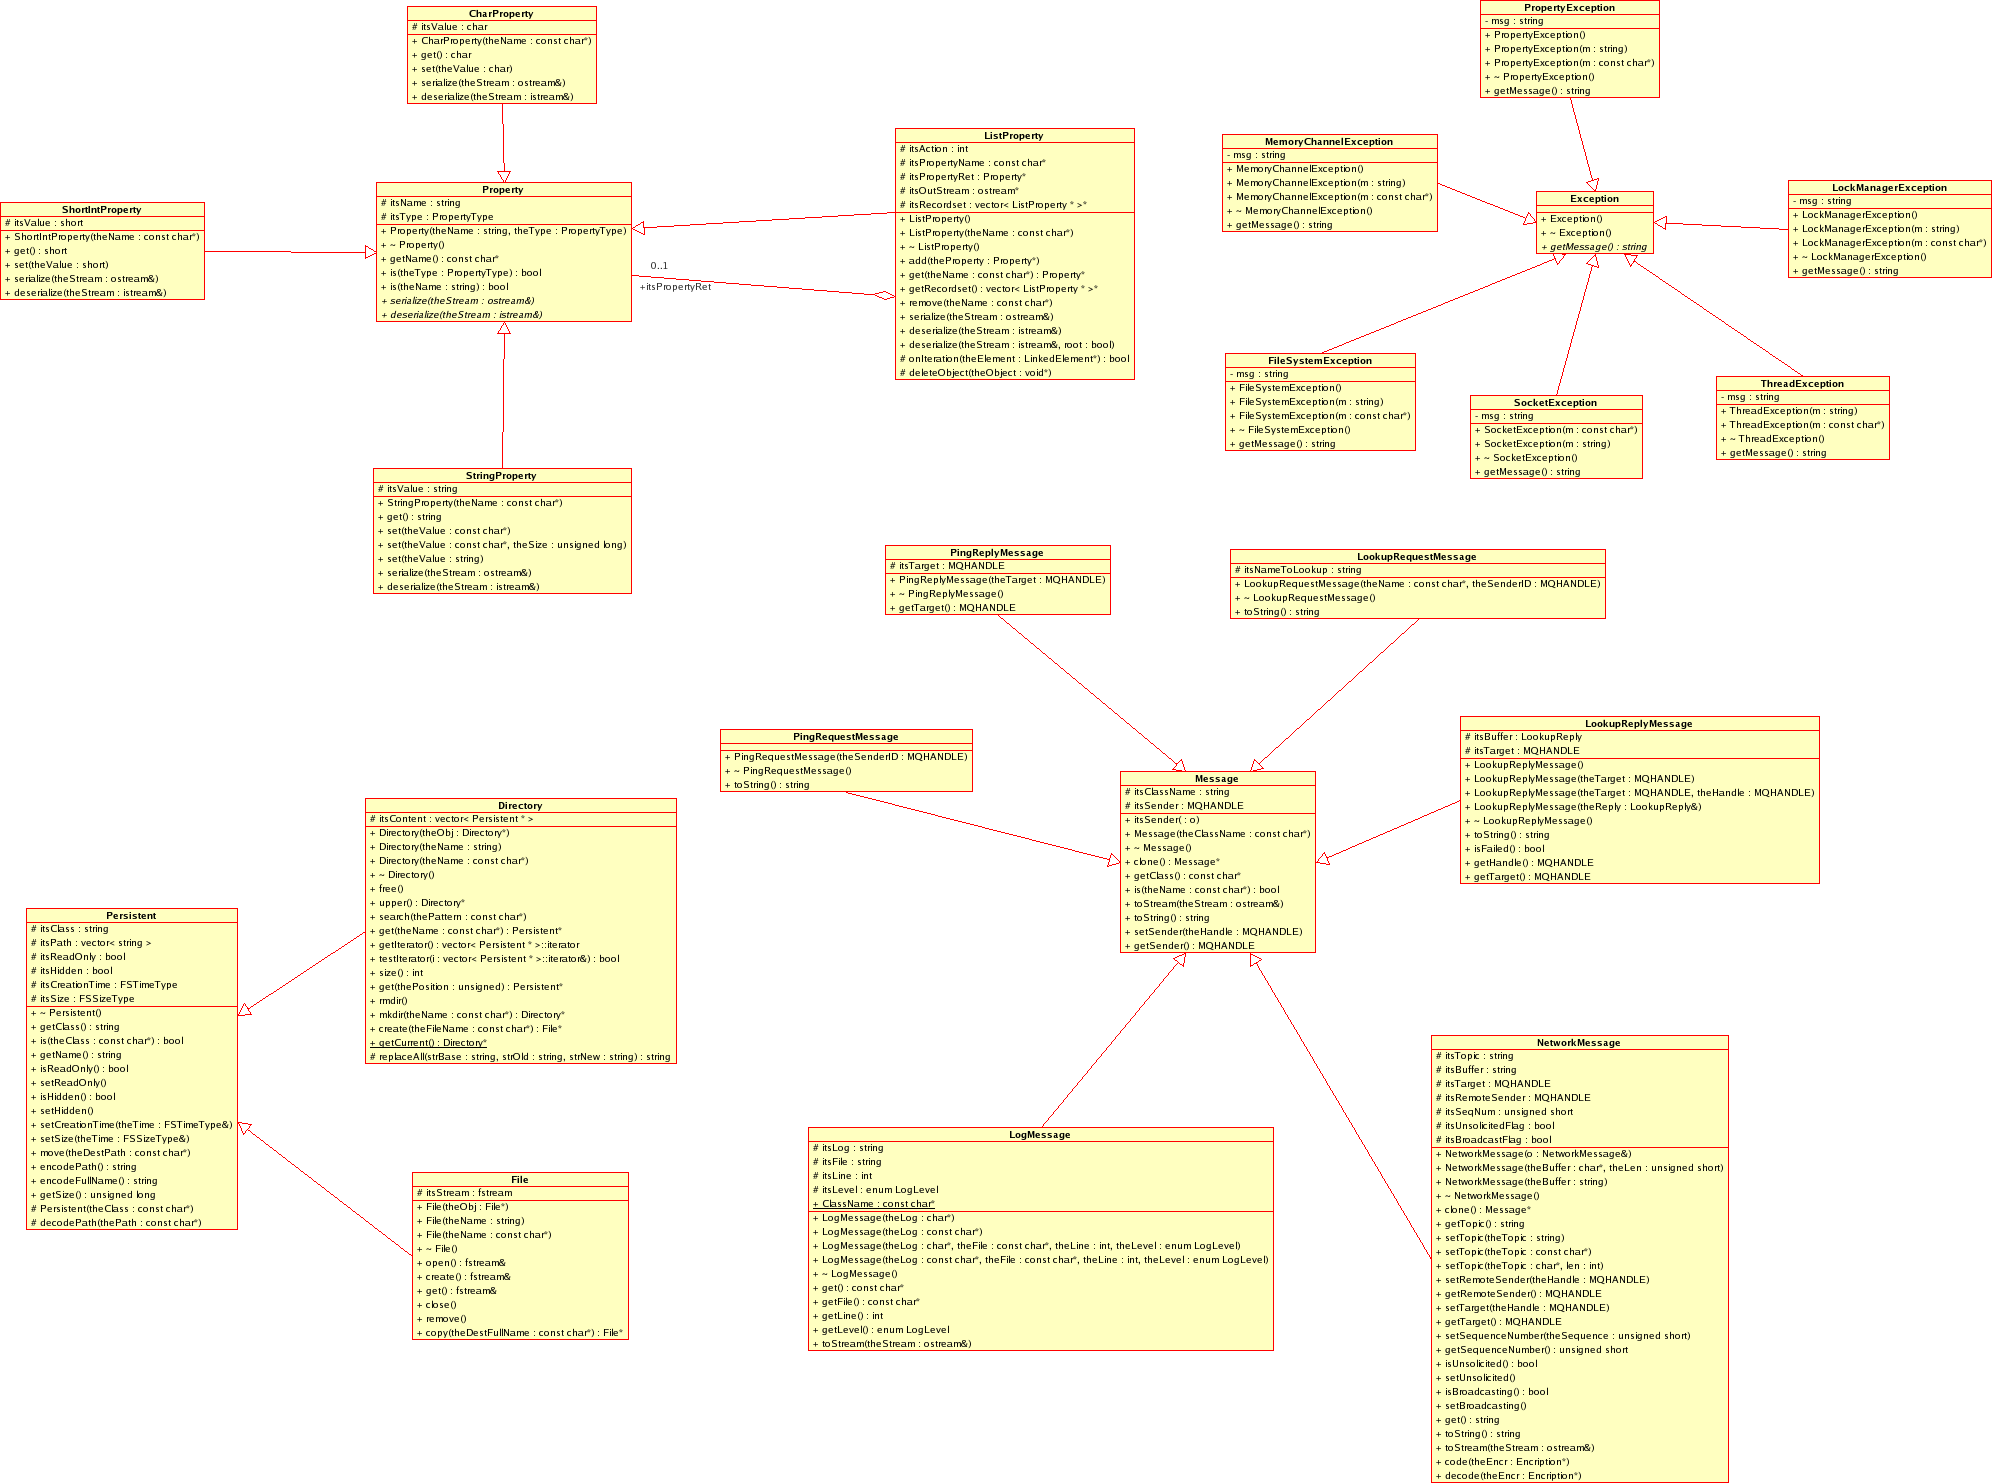 CharProperty
# itsValue : char
+ CharProperty(theName : const char*)
+ get() : char
+ set(theValue : char)
+ serialize(theStream : ostream&)
+ deserialize(theStream : istream&)
PropertyException
- msg : string
+ PropertyException()
+ PropertyException(m : string)
+ PropertyException(m : const char*)
+ ~ PropertyException()
+ getMessage() : string
ListProperty
# itsAction : int
# itsPropertyName : const char*
# itsPropertyRet : Property*
# itsOutStream : ostream*
# itsRecordset : vector< ListProperty * >*
+ ListProperty()
+ ListProperty(theName : const char*)
+ ~ ListProperty()
+ add(theProperty : Property*)
+ get(theName : const char*) : Property*
+ getRecordset() : vector< ListProperty * >*
+ remove(theName : const char*)
+ serialize(theStream : ostream&)
+ deserialize(theStream : istream&)
+ deserialize(theStream : istream&, root : bool)
# onIteration(theElement : LinkedElement*) : bool
# deleteObject(theObject : void*)
MemoryChannelException
- msg : string
+ MemoryChannelException()
+ MemoryChannelException(m : string)
+ MemoryChannelException(m : const char*)
+ ~ MemoryChannelException()
+ getMessage() : string
Property
# itsName : string
# itsType : PropertyType
+ Property(theName : string, theType : PropertyType)
+ ~ Property()
+ getName() : const char*
+ is(theType : PropertyType) : bool
+ is(theName : string) : bool
+ serialize(theStream : ostream&)
+ deserialize(theStream : istream&)
0..1
+itsPropertyRet
Exception
+ Exception()
+ ~ Exception()
+ getMessage() : string
LockManagerException
- msg : string
+ LockManagerException()
+ LockManagerException(m : string)
+ LockManagerException(m : const char*)
+ ~ LockManagerException()
+ getMessage() : string
ShortIntProperty
# itsValue : short
+ ShortIntProperty(theName : const char*)
+ get() : short
+ set(theValue : short)
+ serialize(theStream : ostream&)
+ deserialize(theStream : istream&)
FileSystemException
- msg : string
+ FileSystemException()
+ FileSystemException(m : string)
+ FileSystemException(m : const char*)
+ ~ FileSystemException()
+ getMessage() : string
SocketException
- msg : string
+ SocketException(m : const char*)
+ SocketException(m : string)
+ ~ SocketException()
+ getMessage() : string
ThreadException
- msg : string
+ ThreadException(m : string)
+ ThreadException(m : const char*)
+ ~ ThreadException()
+ getMessage() : string
StringProperty
# itsValue : string
+ StringProperty(theName : const char*)
+ get() : string
+ set(theValue : const char*)
+ set(theValue : const char*, theSize : unsigned long)
+ set(theValue : string)
+ serialize(theStream : ostream&)
+ deserialize(theStream : istream&)
PingReplyMessage
# itsTarget : MQHANDLE
+ PingReplyMessage(theTarget : MQHANDLE)
+ ~ PingReplyMessage()
+ getTarget() : MQHANDLE
LookupRequestMessage
# itsNameToLookup : string
+ LookupRequestMessage(theName : const char*, theSenderID : MQHANDLE)
+ ~ LookupRequestMessage()
+ toString() : string
PingRequestMessage
+ PingRequestMessage(theSenderID : MQHANDLE)
+ ~ PingRequestMessage()
+ toString() : string
LookupReplyMessage
# itsBuffer : LookupReply
# itsTarget : MQHANDLE
+ LookupReplyMessage()
+ LookupReplyMessage(theTarget : MQHANDLE)
+ LookupReplyMessage(theTarget : MQHANDLE, theHandle : MQHANDLE)
+ LookupReplyMessage(theReply : LookupReply&)
+ ~ LookupReplyMessage()
+ toString() : string
+ isFailed() : bool
+ getHandle() : MQHANDLE
+ getTarget() : MQHANDLE
Message
# itsClassName : string
# itsSender : MQHANDLE
+ itsSender( : o)
+ Message(theClassName : const char*)
+ ~ Message()
+ clone() : Message*
+ getClass() : const char*
+ is(theName : const char*) : bool
+ toStream(theStream : ostream&)
+ toString() : string
+ setSender(theHandle : MQHANDLE)
+ getSender() : MQHANDLE
Directory
# itsContent : vector< Persistent * >
+ Directory(theObj : Directory*)
+ Directory(theName : string)
+ Directory(theName : const char*)
+ ~ Directory()
+ free()
+ upper() : Directory*
+ search(thePattern : const char*)
+ get(theName : const char*) : Persistent*
+ getIterator() : vector< Persistent * >::iterator
+ testIterator(i : vector< Persistent * >::iterator&) : bool
+ size() : int
+ get(thePosition : unsigned) : Persistent*
+ rmdir()
+ mkdir(theName : const char*) : Directory*
+ create(theFileName : const char*) : File*
+ getCurrent() : Directory*
# replaceAll(strBase : string, strOld : string, strNew : string) : string
Persistent
# itsClass : string
# itsPath : vector< string >
# itsReadOnly : bool
# itsHidden : bool
# itsCreationTime : FSTimeType
# itsSize : FSSizeType
+ ~ Persistent()
+ getClass() : string
+ is(theClass : const char*) : bool
+ getName() : string
+ isReadOnly() : bool
+ setReadOnly()
+ isHidden() : bool
+ setHidden()
+ setCreationTime(theTime : FSTimeType&)
+ setSize(theTime : FSSizeType&)
+ move(theDestPath : const char*)
+ encodePath() : string
+ encodeFullName() : string
+ getSize() : unsigned long
# Persistent(theClass : const char*)
# decodePath(thePath : const char*)
File
# itsStream : fstream
+ File(theObj : File*)
+ File(theName : string)
+ File(theName : const char*)
+ ~ File()
+ open() : fstream&
+ create() : fstream&
+ get() : fstream&
+ close()
+ remove()
+ copy(theDestFullName : const char*) : File*
LogMessage
# itsLog : string
# itsFile : string
# itsLine : int
# itsLevel : enum LogLevel
+ ClassName : const char*
+ LogMessage(theLog : char*)
+ LogMessage(theLog : const char*)
+ LogMessage(theLog : char*, theFile : const char*, theLine : int, theLevel : enum LogLevel)
+ LogMessage(theLog : const char*, theFile : const char*, theLine : int, theLevel : enum LogLevel)
+ ~ LogMessage()
+ get() : const char*
+ getFile() : const char*
+ getLine() : int
+ getLevel() : enum LogLevel
+ toStream(theStream : ostream&)
NetworkMessage
# itsTopic : string
# itsBuffer : string
# itsTarget : MQHANDLE
# itsRemoteSender : MQHANDLE
# itsSeqNum : unsigned short
# itsUnsolicitedFlag : bool
# itsBroadcastFlag : bool
+ NetworkMessage(o : NetworkMessage&)
+ NetworkMessage(theBuffer : char*, theLen : unsigned short)
+ NetworkMessage(theBuffer : string)
+ ~ NetworkMessage()
+ clone() : Message*
+ getTopic() : string
+ setTopic(theTopic : string)
+ setTopic(theTopic : const char*)
+ setTopic(theTopic : char*, len : int)
+ setRemoteSender(theHandle : MQHANDLE)
+ getRemoteSender() : MQHANDLE
+ setTarget(theHandle : MQHANDLE)
+ getTarget() : MQHANDLE
+ setSequenceNumber(theSequence : unsigned short)
+ getSequenceNumber() : unsigned short
+ isUnsolicited() : bool
+ setUnsolicited()
+ isBroadcasting() : bool
+ setBroadcasting()
+ get() : string
+ toString() : string
+ toStream(theStream : ostream&)
+ code(theEncr : Encription*)
+ decode(theEncr : Encription*)